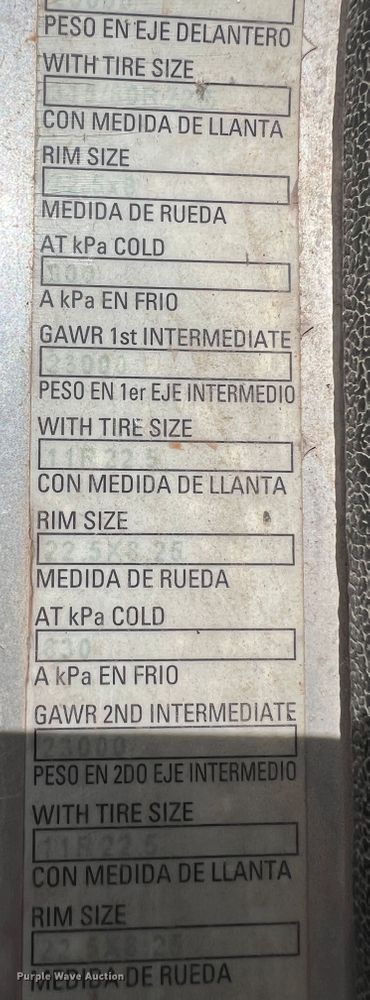 PESO EN EJE DELANTERO
WITH TIRE SIZE
CON MEDIDA DE LLANTA
RIM SIZE
MEDIDA DE RUEDA
AT kPa COLD
A kPa EN FRIO
GAWR 1st INTERMEDIATE
23000
PESO EN 1er EJE INTERMEDIO
WITH TIRE SIZE
11R22.5
CON MEDIDA DE LLANTA
RIM SIZE
22.5X8.25
MEDIDA DE RUEDA
AT kPa COLD
830
A kPa EN FRIO
GAWR 2ND INTERMEDIATE
23000
PESO EN 2DO EJE INTERMEDIO
WITH TIRE SIZE
11R22.5
CON MEDIDA DE LLANTA
RIM SIZE
22.5X8.25
MEDIDA DE RUEDA
Purple Wave Auction